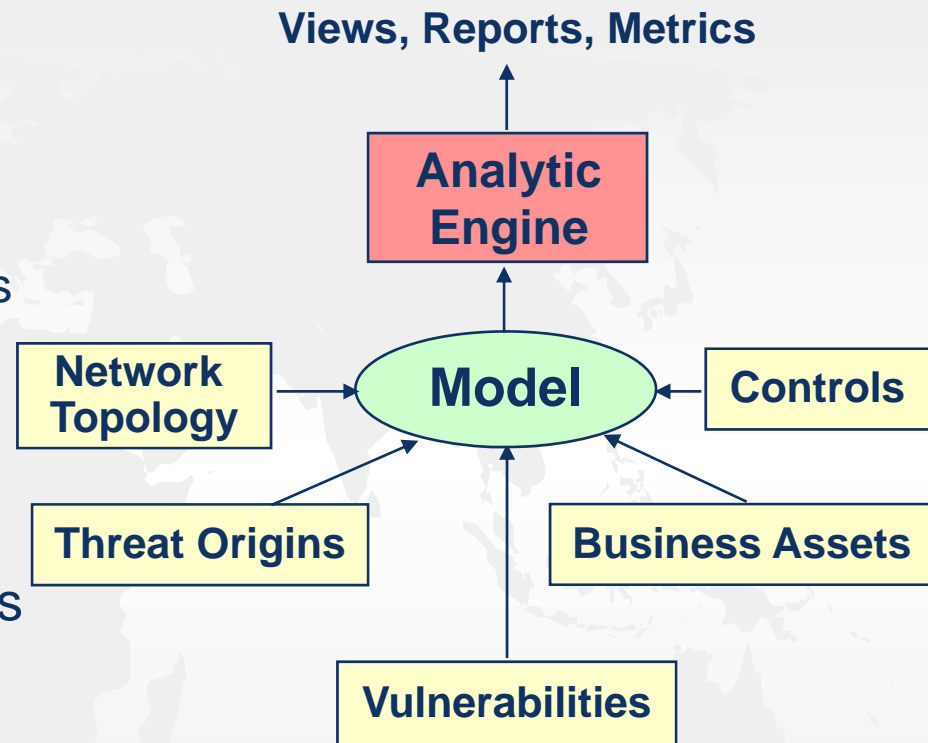 Views, Reports, Metrics
Analytic
Engine
s
Network
Topology
Model
Controls
Threat Origins
Business Assets
s
Vulnerabilities